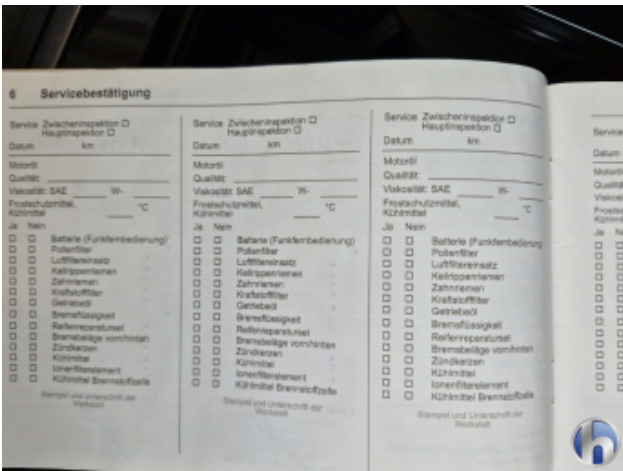 6 Servicebestätigung
Service Zwischeninspektion
Hauptinspektion
Datum km
Motoröl
Qualität:
Viskosität: SAE W-
Frostschutzmittel,
Kühlmittel °C
Ja Nein
Batterie (Funkfernbedienung)
Pollenfilter
Luftfiltereinsatz
Keilrippenriemen
Zahnriemen
Kraftstofffilter
Getriebeöl
Bremsflüssigkeit
Reifenreparaturset
Bremsbeläge vorn/hinten
Zündkerzen
Kühlmittel
Ionenfilterelement
Kühlmittel Brennstoffzelle
Stempel und Unterschrift der
Werkstatt
Service Zwischeninspektion
Hauptinspektion
Datum km
Motoröl
Qualität:
Viskosität: SAE W-
Frostschutzmittel,
Kühlmittel °C
Ja Nein
Batterie (Funkfernbedienung)
Pollenfilter
Luftfiltereinsatz
Keilrippenriemen
Zahnriemen
Kraftstofffilter
Getriebeöl
Bremsflüssigkeit
Reifenreparaturset
Bremsbeläge vorn/hinten
Zündkerzen
Kühlmittel
Ionenfilterelement
Kühlmittel Brennstoffzelle
Stempel und Unterschrift der
Werkstatt
Service Zwischeninspektion
Hauptinspektion
Datum km
Motoröl
Qualität:
Viskosität: SAE W-
Frostschutzmittel,
Kühlmittel °C
Ja Nein
Batterie (Funkfernbedienung
Pollenfilter
Luftfiltereinsatz
Keilrippenriemen
Zahnriemen
Kraftstofffilter
Getriebeöl
Bremsflüssigkeit
Reifenreparaturset
Bremsbeläge vorn/hinten
Zündkerzen
Kühlmittel
Ionenfilterelement
Kühlmittel Brennstoffzelle
Stempel und Unterschrift der
Werkstatt
Service
Datum
Ja
h